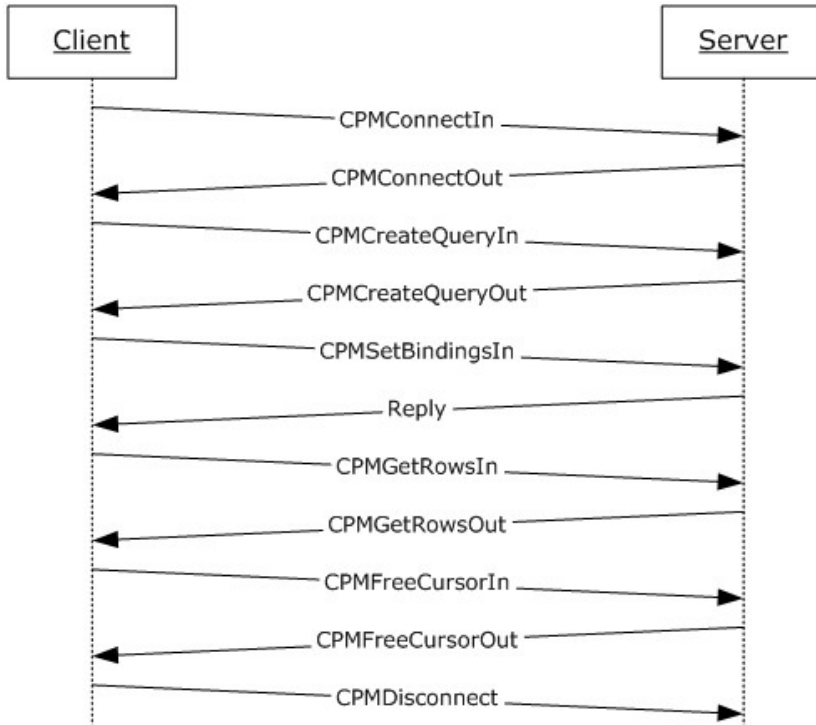 Client
Server
CPMConnectIn
CPMConnectOut
CPMCreateQueryIn
CPMCreateQueryOut
CPMSetBindingsIn
Reply
CPMGetRowsIn
CPMGetRowsOut
CPMFreeCursorIn
CPMFreeCursorOut
CPMDisconnect